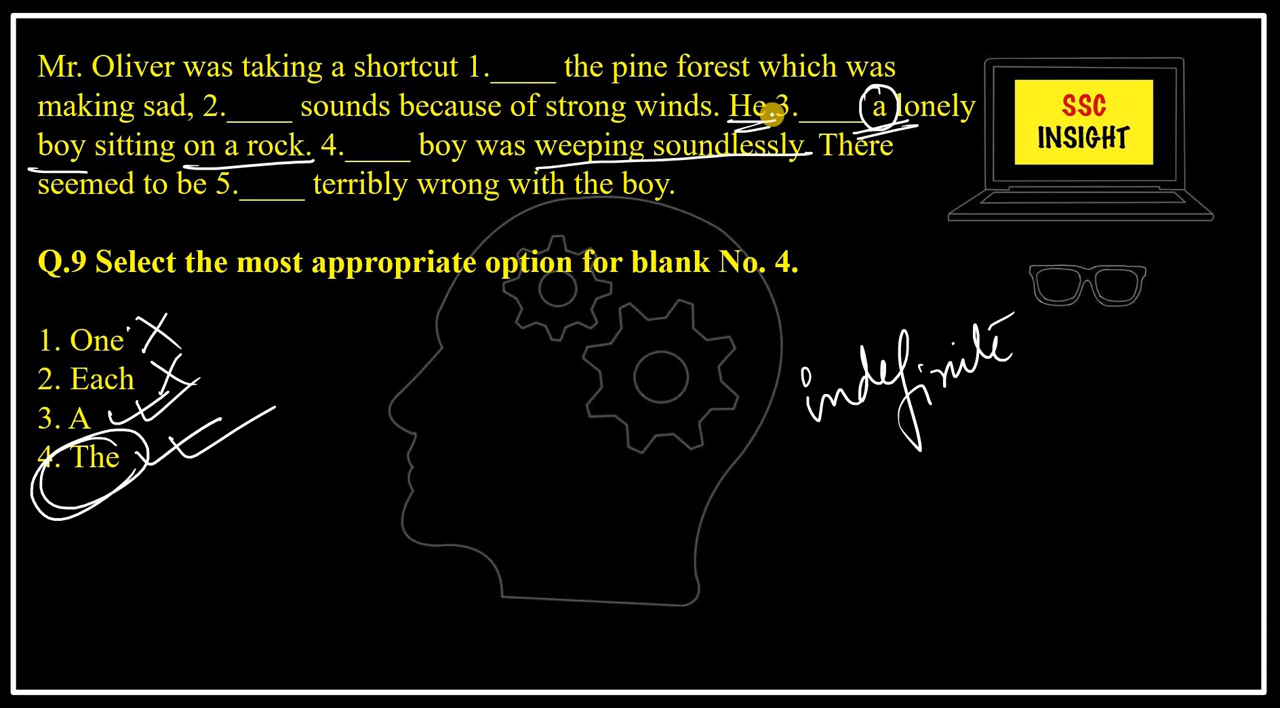 Mr. Oliver was taking a shortcut 1.____ the pine forest which was
making sad, 2.____ sounds because of strong winds. He 3.____ a lonely
boy sitting on a rock. 4.____ boy was weeping soundlessly. There
seemed to be 5.____ terribly wrong with the boy.
SSC
INSIGHT
Q.9 Select the most appropriate option for blank No. 4.
1. One
2. Each
3. A
4. The
indefinite